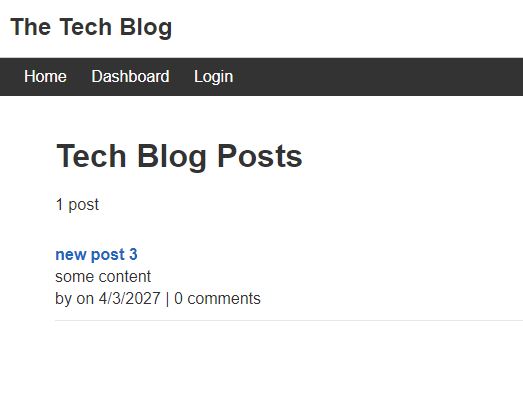 The Tech Blog
Home Dashboard Login
Tech Blog Posts
1 post
new post 3
some content
by on 4/3/2027 | 0 comments